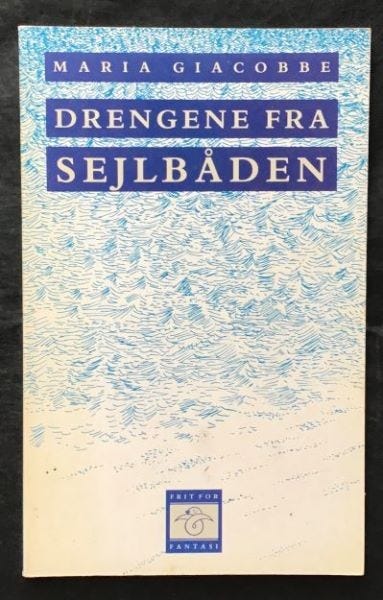 MARIA GIACOBBE
DRENGENE FRA
SEJLBÅDEN
FRIT FOR
FANTASI